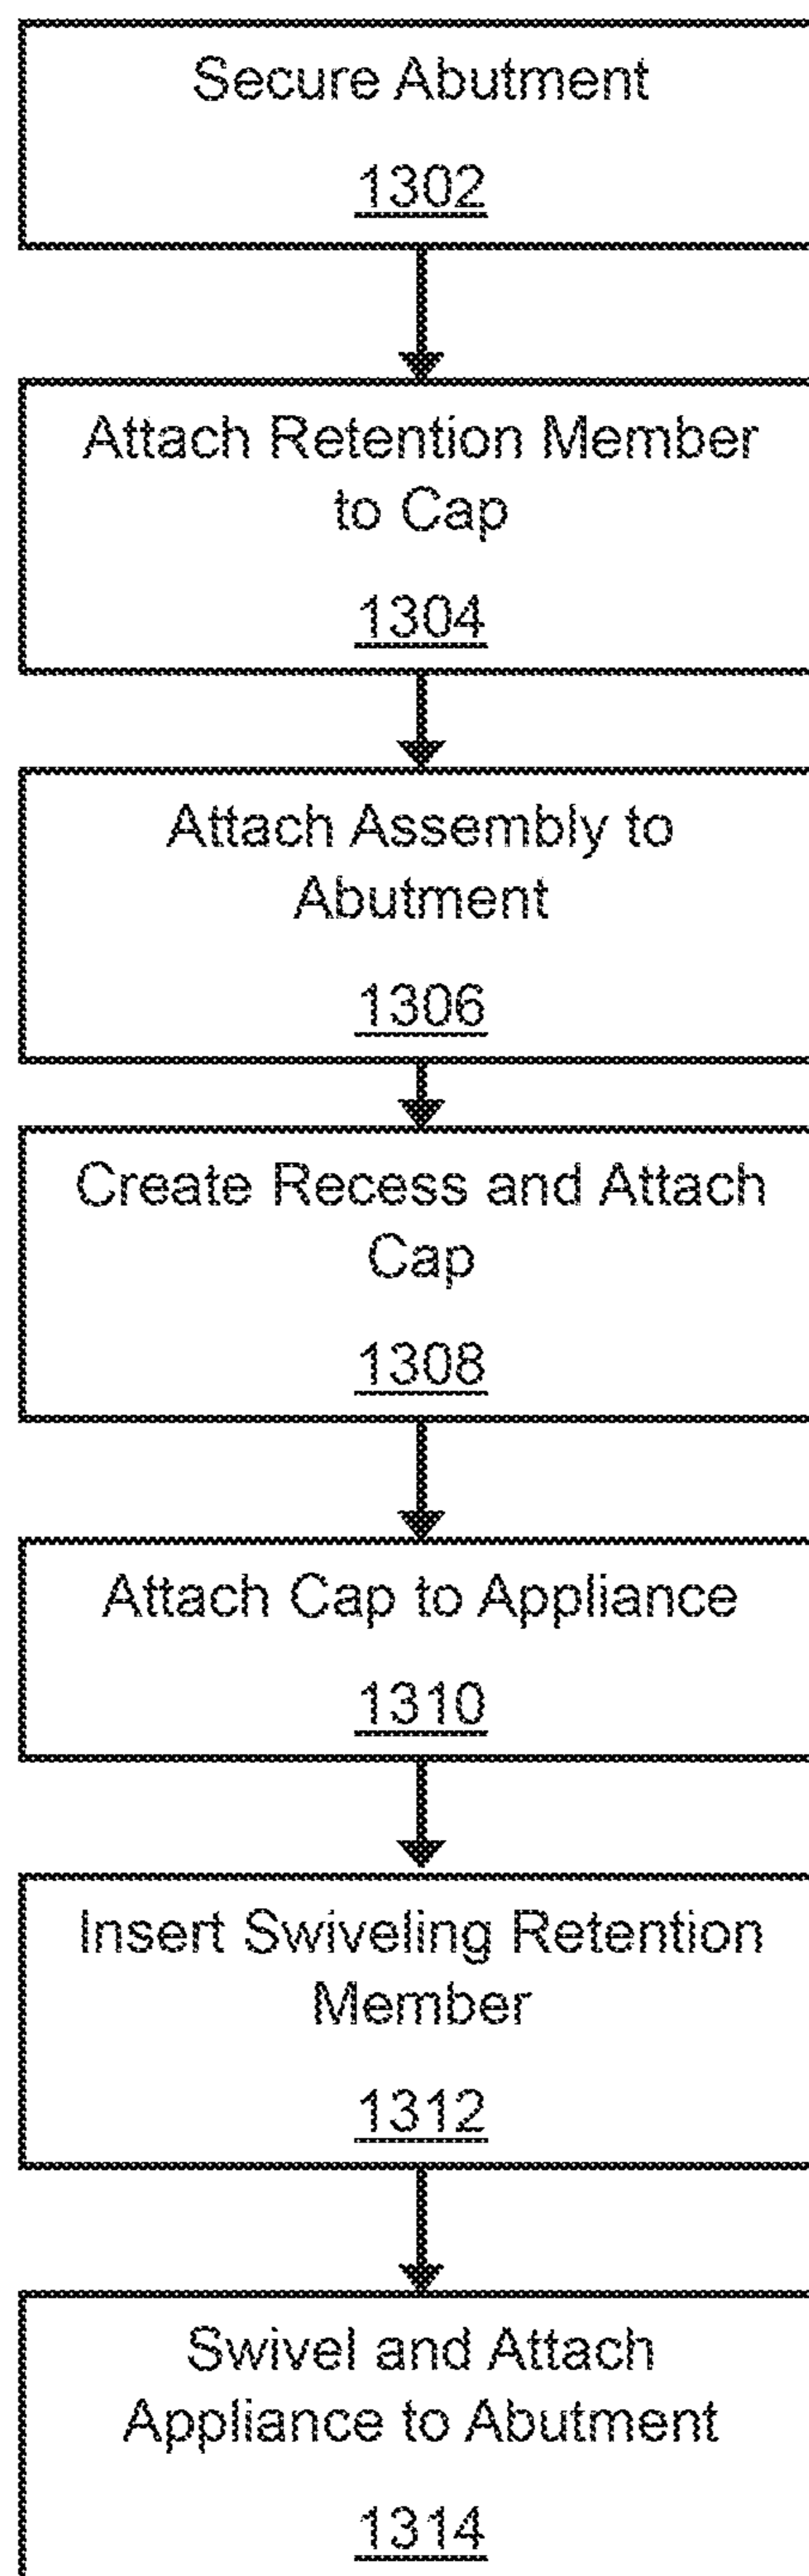 Secure Abutment
1302
Attach Retention Member
to Cap
1304
Attach Assembly to
Abutment
1306
Create Recess and Attach
Cap
1308
Attach Cap to Appliance
1310
Insert Swiveling Retention
Member
1312
Swivel and Attach
Appliance to Abutment
1314